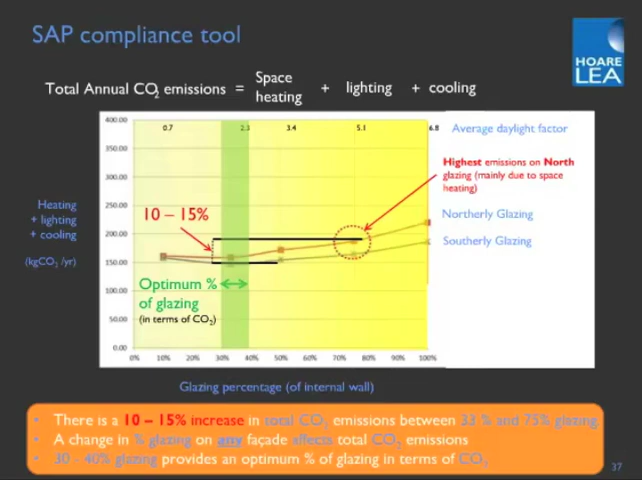 SAP compliance tool
HOARE
LEA
Total Annual CO2 emissions = Space heating + lighting + cooling
400.00
350.00
300.00
250.00
200.00
150.00
100.00
50.00
0.00
0.7 2.3 3.4 5.1 6.8 Average daylight factor
Highest emissions on North
glazing (mainly due to space
heating)
Heating
+ lighting
+ cooling
(kgCO2 /yr)
10 – 15%
Northerly Glazing
Southerly Glazing
Optimum %
of glazing
(in terms of CO2)
0% 10% 20% 30% 40% 50% 60% 70% 80% 90% 100%
Glazing percentage (of internal wall)
• There is a 10 – 15% increase in total CO2 emissions between 33 % and 75% glazing
• A change in % glazing on any façade affects total CO2 emissions
• 30 - 40% glazing provides an optimum % of glazing in terms of CO2
37